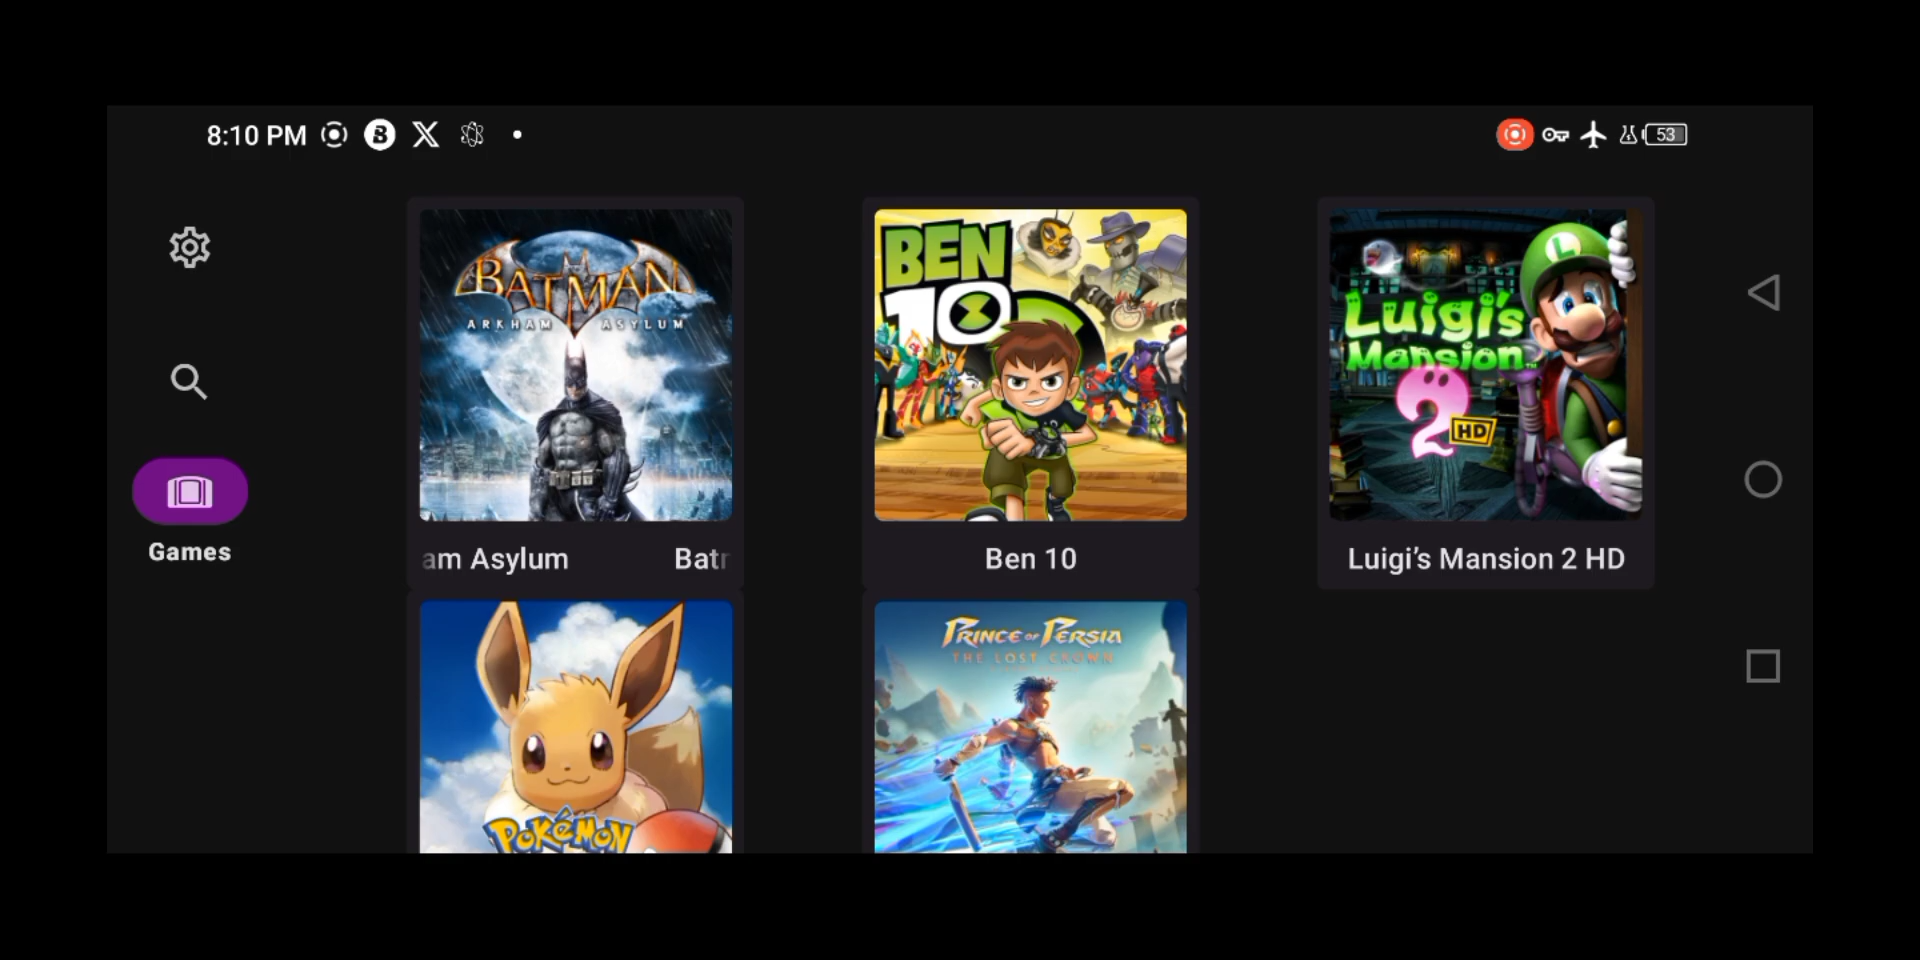 8:10 PM
53
BATMAN
ARKHAM ASYLUM
BEN
10
L
Luigi's
Mansion™
2 HD
am Asylum Batr
Ben 10
Luigi's Mansion 2 HD
Games
POKéMON
PRINCE OF PERSIA
THE LOST CROWN